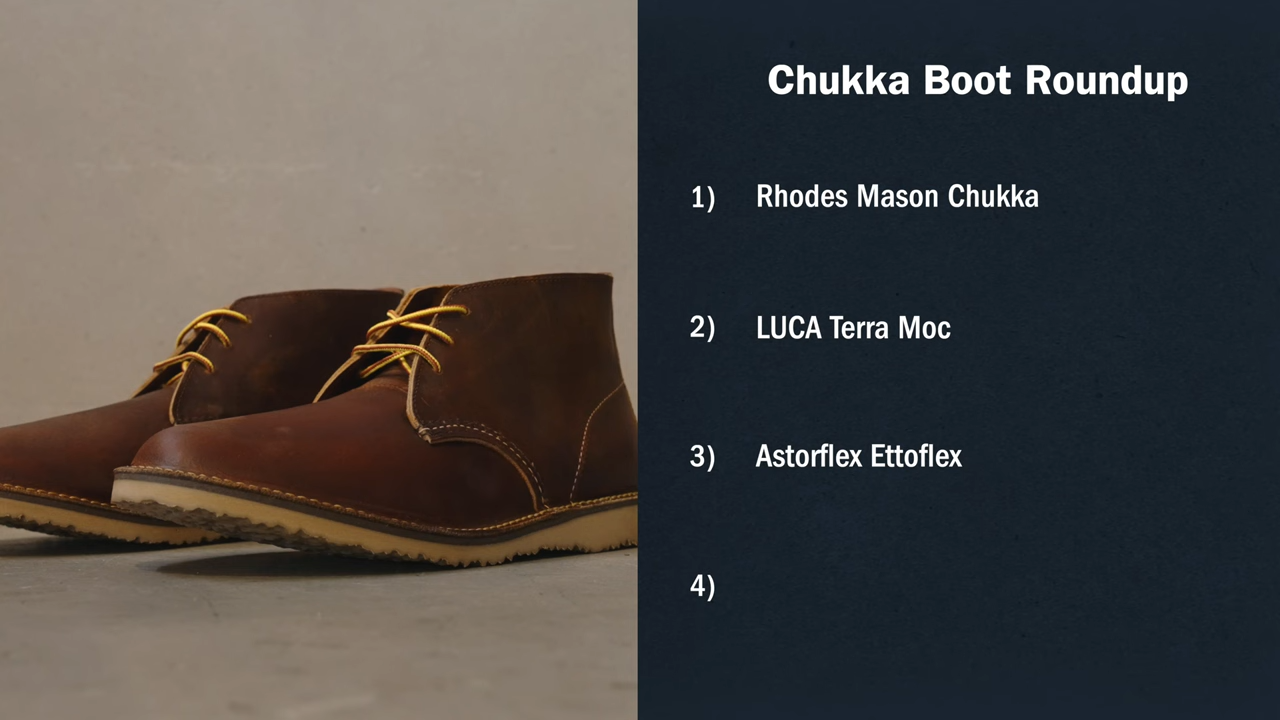 Chukka Boot Roundup
1) Rhodes Mason Chukka
2) LUCA Terra Moc
3) Astorflex Ettoflex
4)